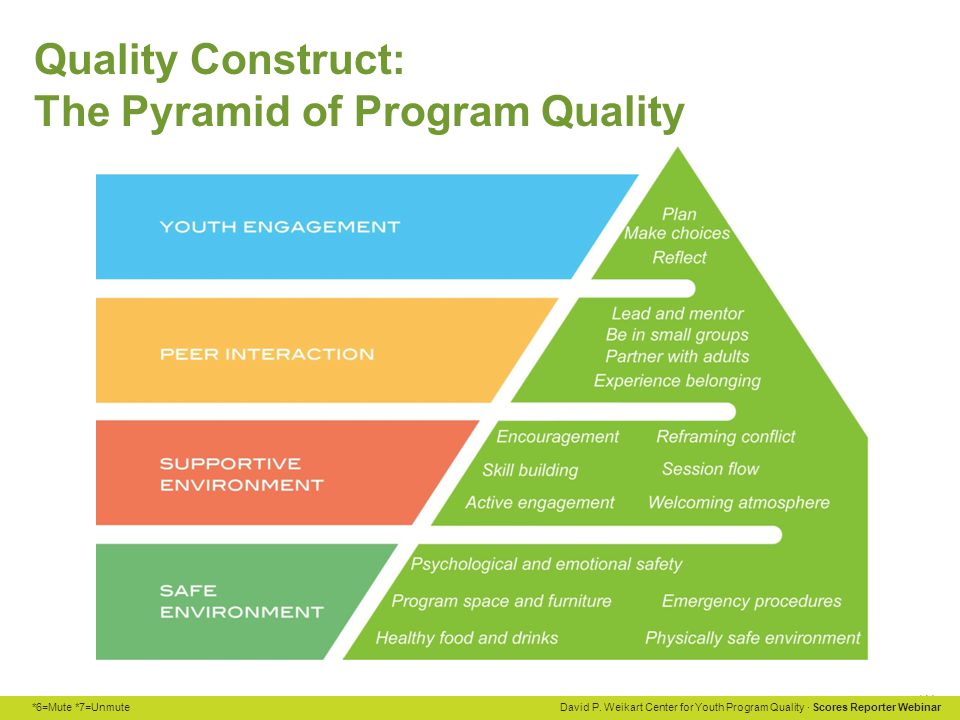 Quality Construct:
The Pyramid of Program Quality
YOUTH ENGAGEMENT
Plan
Make choices
Reflect
PEER INTERACTION
Lead and mentor
Be in small groups
Partner with adults
Experience belonging
SUPPORTIVE
ENVIRONMENT
Encouragement Reframing conflict
Skill building Session flow
Active engagement Welcoming atmosphere
SAFE
ENVIRONMENT
Psychological and emotional safety
Program space and furniture Emergency procedures
Healthy food and drinks Physically safe environment
*6=Mute *7=Unmute David P. Weikart Center for Youth Program Quality · Scores Reporter Webinar